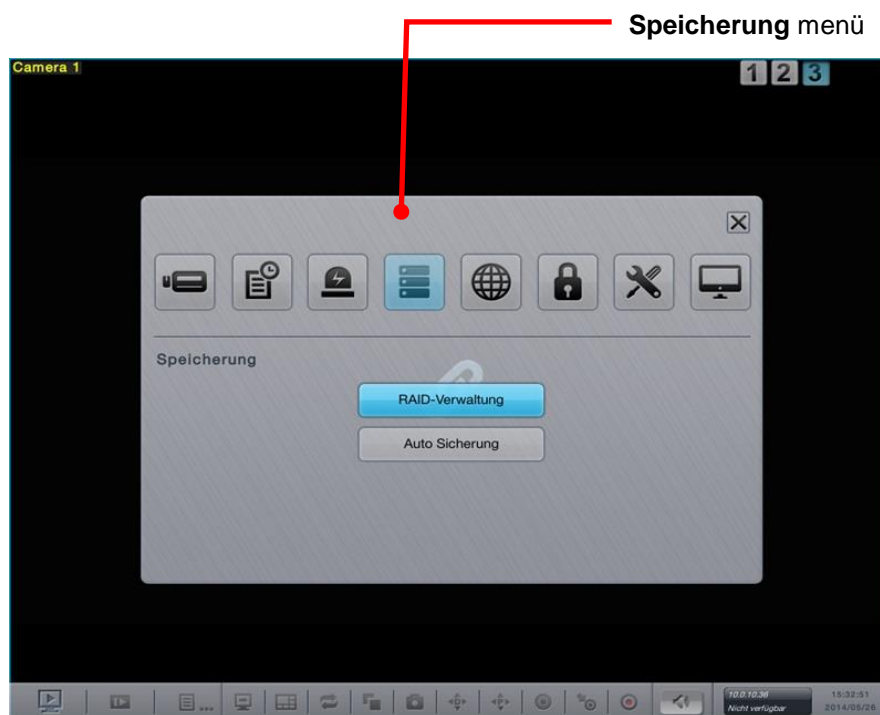 Speicherung menü
Camera 1
1 2 3
Speicherung
RAID-Verwaltung
Auto Sicherung
10.0.10.36
Nicht verfügbar
15:32:51
2014/05/26